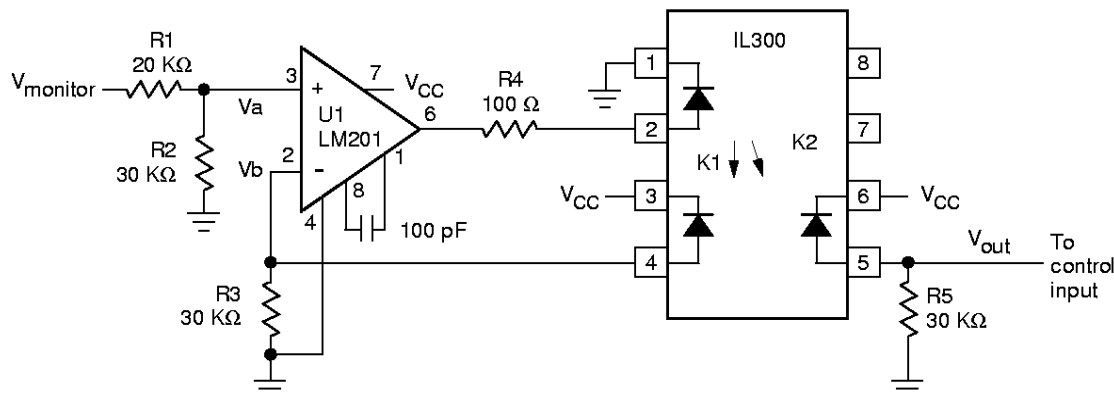 R1
20 KΩ
Vmonitor
Va
R2
30 KΩ
Vb
3
+
7
VCC
U1
LM201
6
2
-
1
8
4
100 pF
R3
30 KΩ
R4
100 Ω
IL300
1
2
3
4
8
7
6
5
K1
K2
VCC
VCC
Vout
To
control
input
R5
30 KΩ